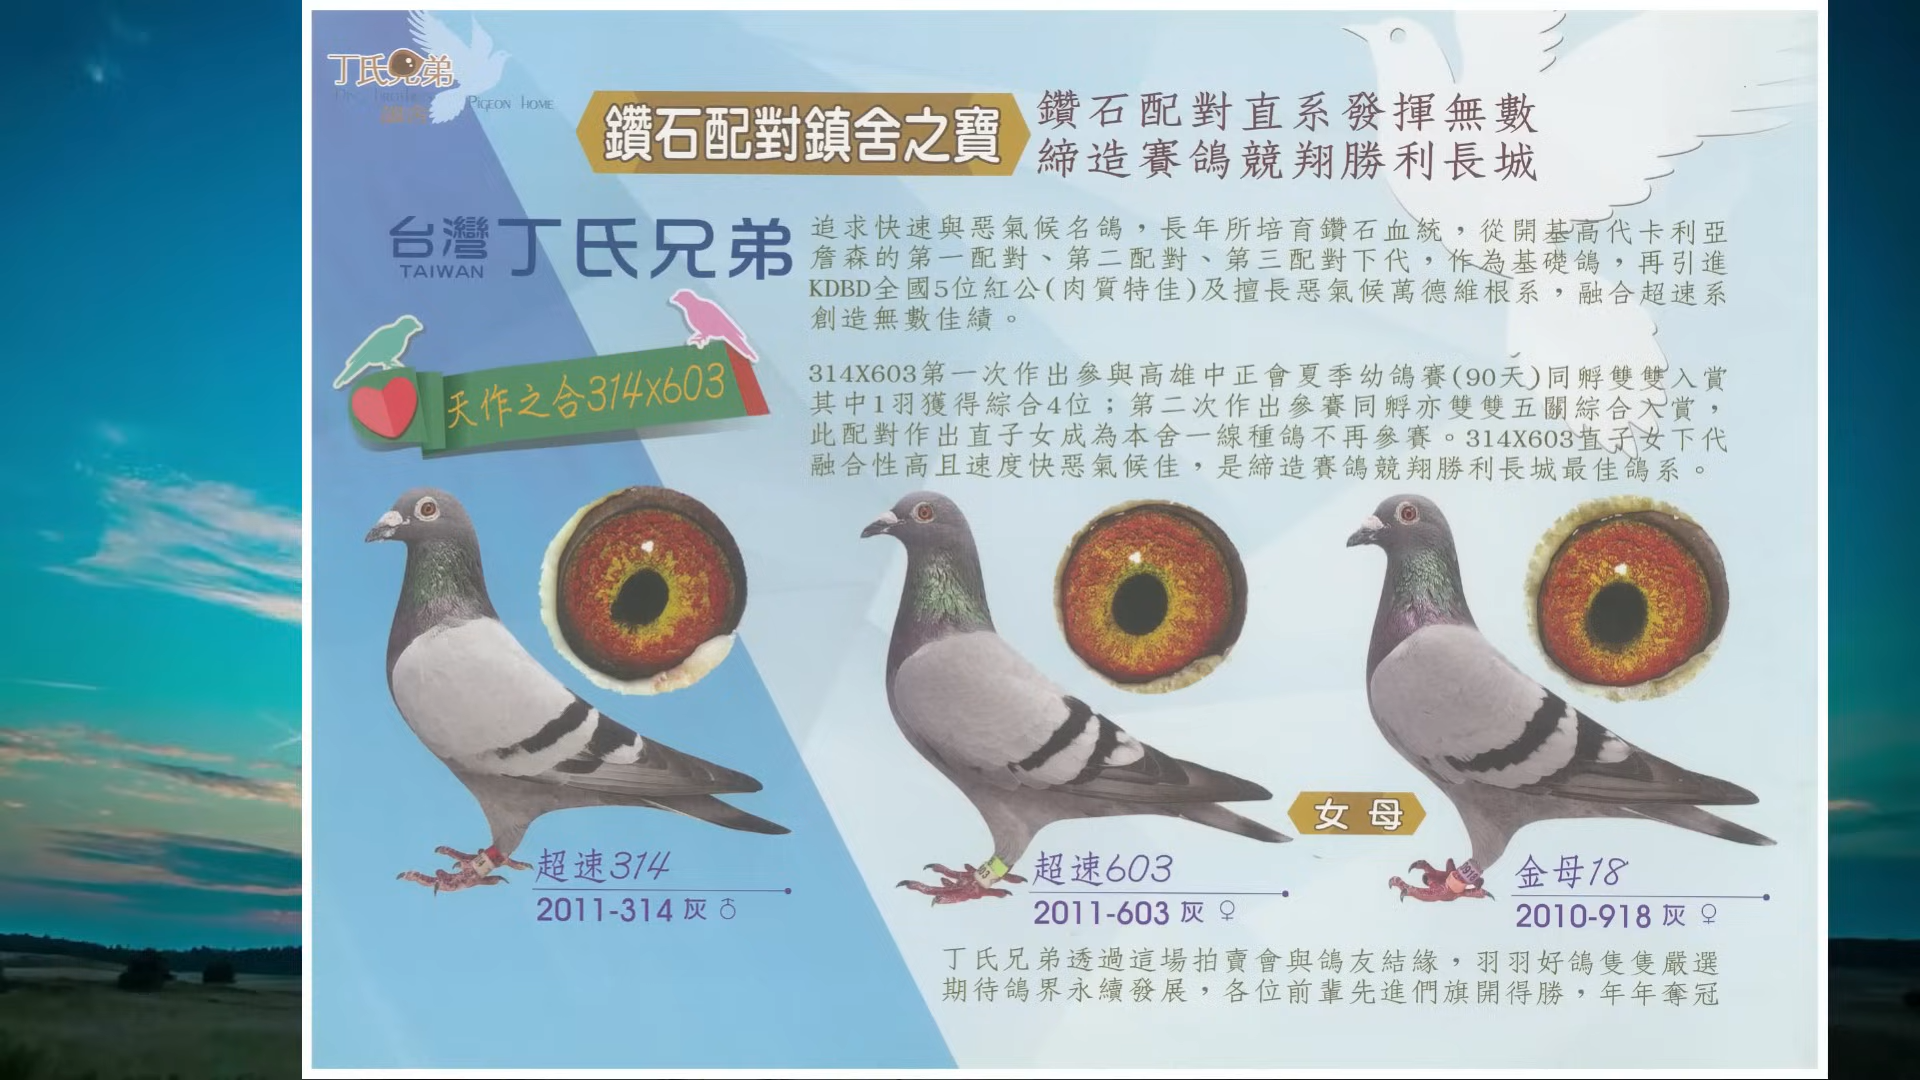 丁氏兄弟
PIGEON HOME
鑽石配對鎮舍之寶
鑽石配對直系發揮無數
締造賽鴿競翔勝利長城
台灣丁氏兄弟
TAIWAN
追求快速與惡氣候名鴿，長年所培育鑽石血統，從開基高代卡利亞
詹森的第一配對、第二配對、第三配對下代，作為基礎鴿，再引進
KDBD全國5位紅公(肉質特佳)及擅長惡氣候萬德維根系，融合超速系
創造無數佳績。
天作之合314x603
314X603第一次作出參與高雄中正會夏季幼鴿賽(90天)同孵雙雙入賞
其中1羽獲得綜合4位；第二次作出參賽同孵亦雙雙五關綜合入賞，
此配對作出直子女成為本舍一線種鴿不再參賽。314X603直子女下代
融合性高且速度快惡氣候佳，是締造賽鴿競翔勝利長城最佳鴿系。
超速314
2011-314 灰 ♂
超速603
2011-603 灰 ♀
女母
金母18
2010-918 灰 ♀
丁氏兄弟透過這場拍賣會與鴿友結緣，羽羽好鴿隻隻嚴選
期待鴿界永續發展，各位前輩先進們旗開得勝，年年奪冠